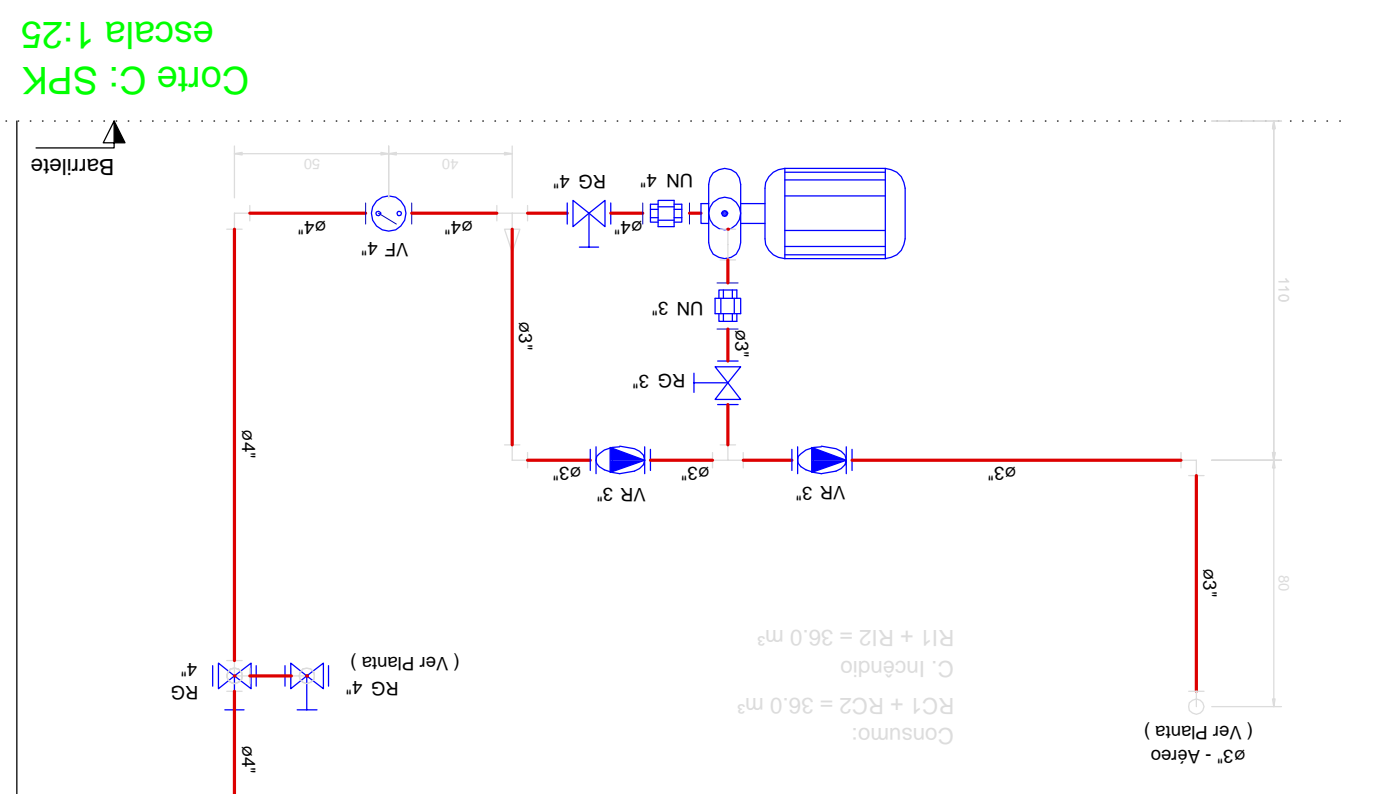 ø3" - Aéreo
( Ver Planta )
Consumo:
RC1 + RC2 = 36.0 m³
C. Incêndio
RI1 + RI2 = 36.0 m³
ø4"
RG 4"
( Ver Planta )
RG
4"
80
ø3"
VR 3"
VR 3"
ø3"
ø3"
ø3"
ø4"
RG 3"
ø3"
ø3"
UN 3"
110
VF 4"
ø4"
ø4"
ø4"
UN 4"
RG 4"
40
50
Barrilete
Corte C: SPK
escala 1:25